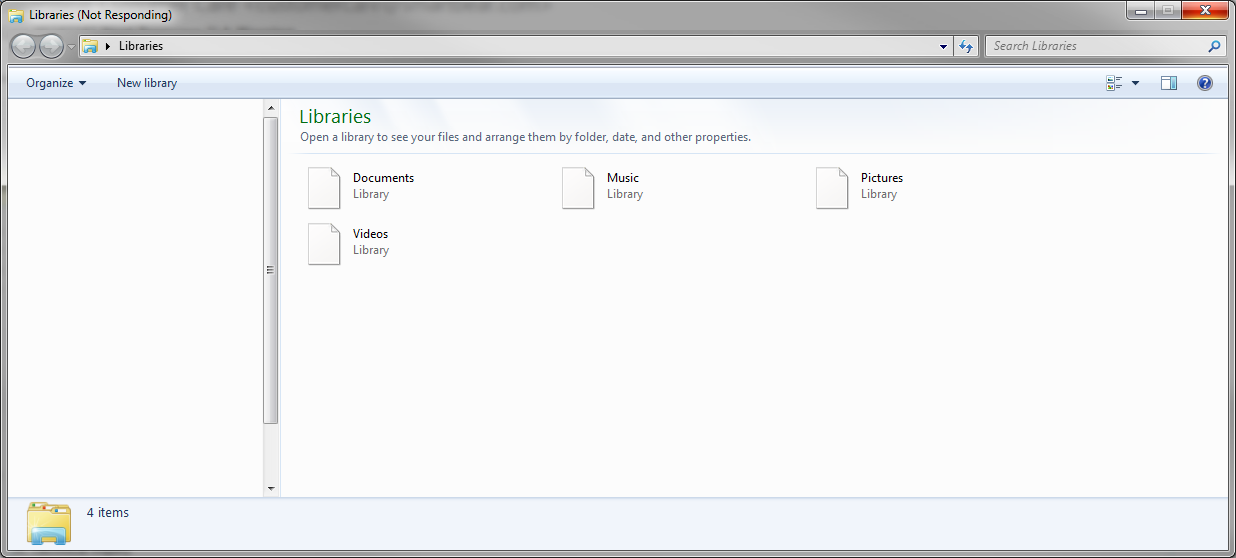 Libraries (Not Responding)
Libraries
Search Libraries
Organize
New library
Libraries
Open a library to see your files and arrange them by folder, date, and other properties.
Documents
Library
Music
Library
Pictures
Library
Videos
Library
4 items